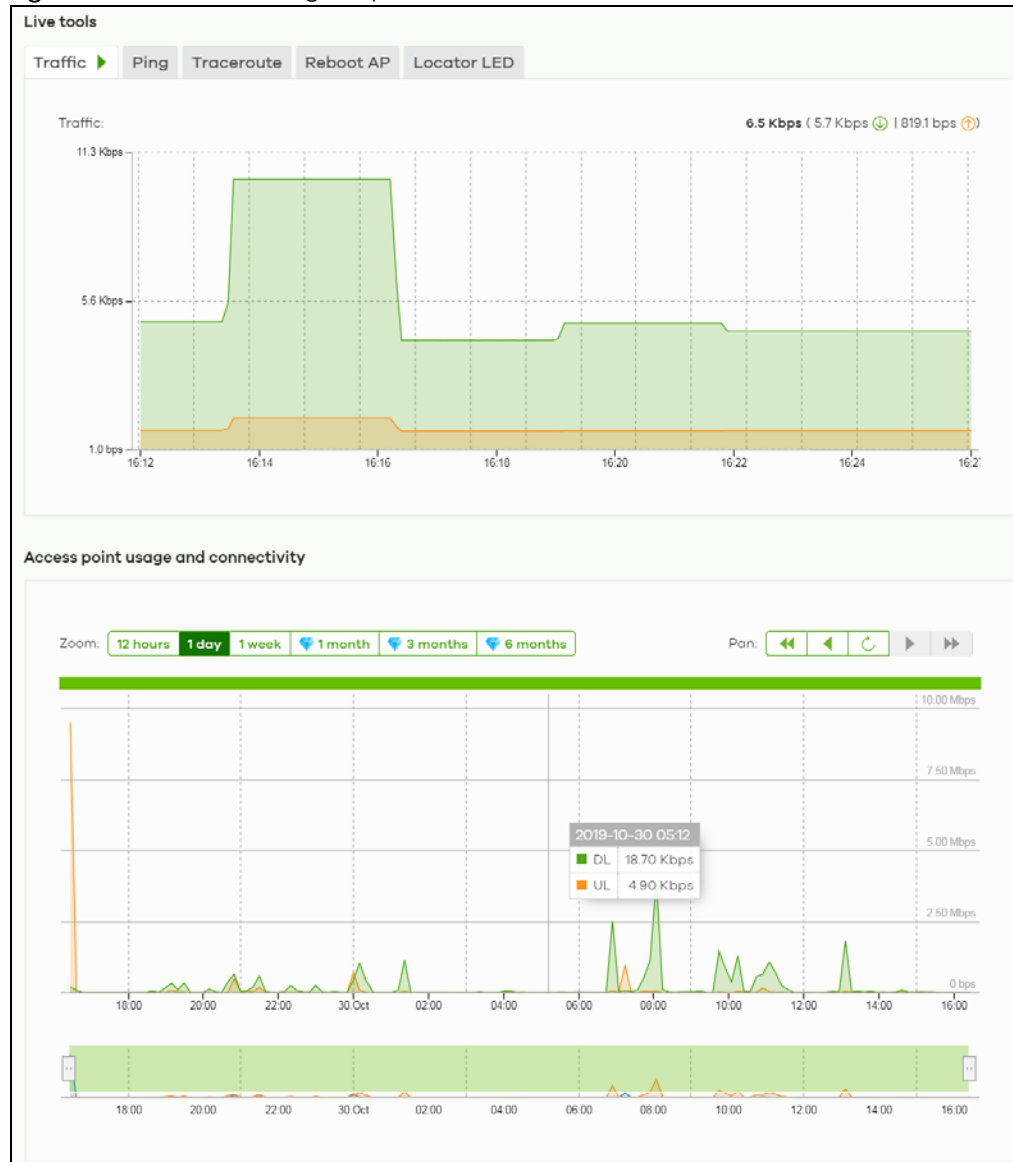 Live tools
Traffic Ping Traceroute Reboot AP Locator LED
Traffic: 6.5 Kbps ( 5.7 Kbps | 819.1 bps )
11.3 Kbps
5.6 Kbps
1.0 bps
16:12 16:14 16:16 16:18 16:20 16:22 16:24 16:2
Access point usage and connectivity
Zoom: 12 hours 1 day 1 week 1 month 3 months 6 months Pan:
10.00 Mbps
7.50 Mbps
2019-10-30 05:12
5.00 Mbps
DL 18.70 Kbps
UL 4.90 Kbps
2.50 Mbps
0 bps
18:00 20:00 22:00 30.Oct 02:00 04:00 06:00 08:00 10:00 12:00 14:00 16:00
18:00 20:00 22:00 30.Oct 02:00 04:00 06:00 08:00 10:00 12:00 14:00 16:00